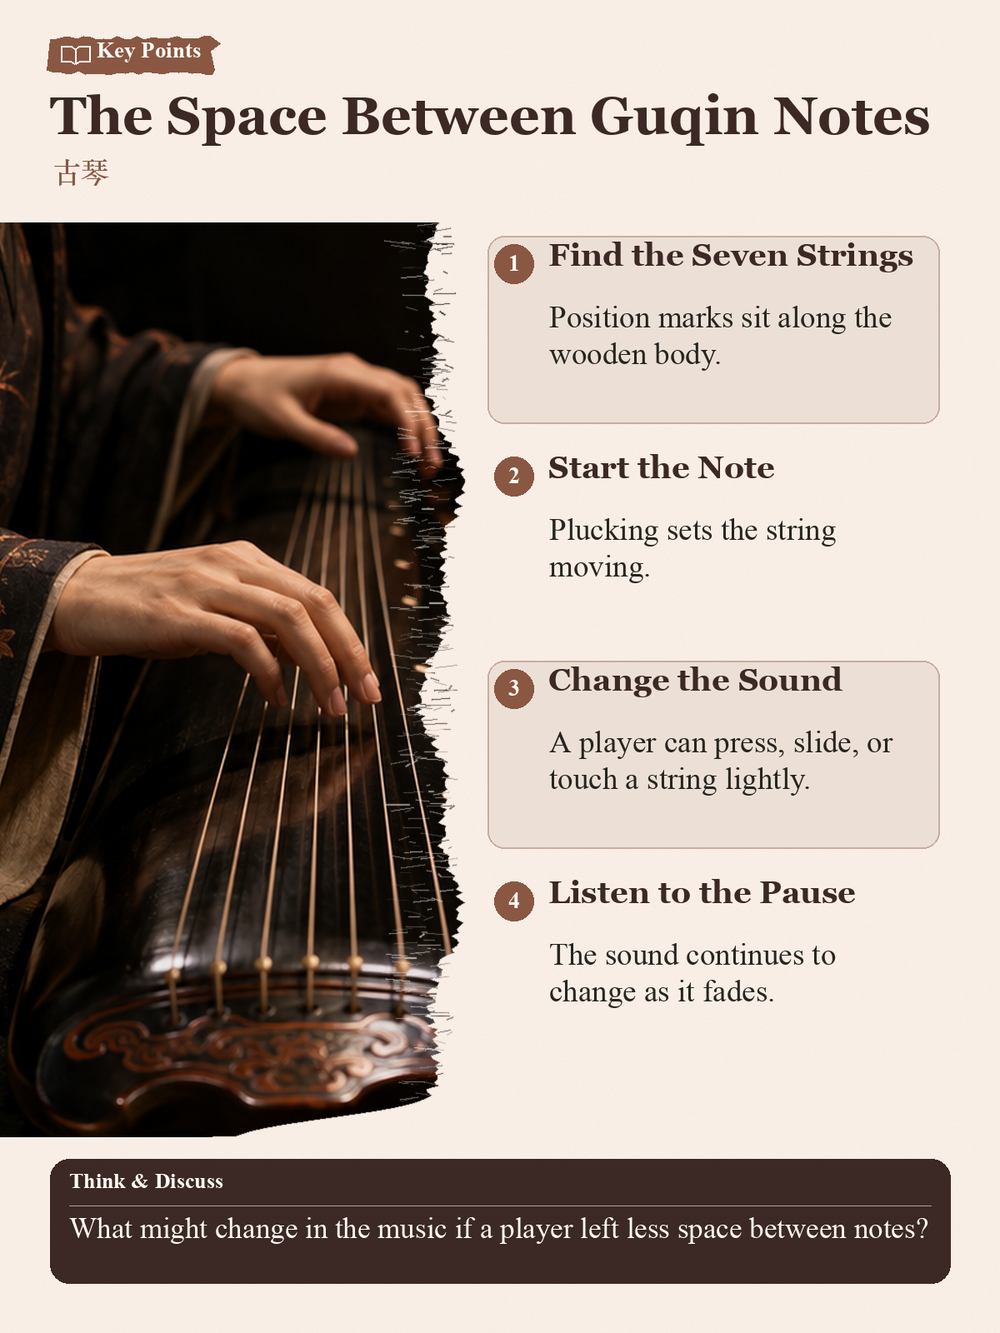 Key Points
The Space Between Guqin Notes
古琴
1 Find the Seven Strings
Position marks sit along the
wooden body.
2 Start the Note
Plucking sets the string
moving.
3 Change the Sound
A player can press, slide, or
touch a string lightly.
4 Listen to the Pause
The sound continues to
change as it fades.
Think & Discuss
What might change in the music if a player left less space between notes?